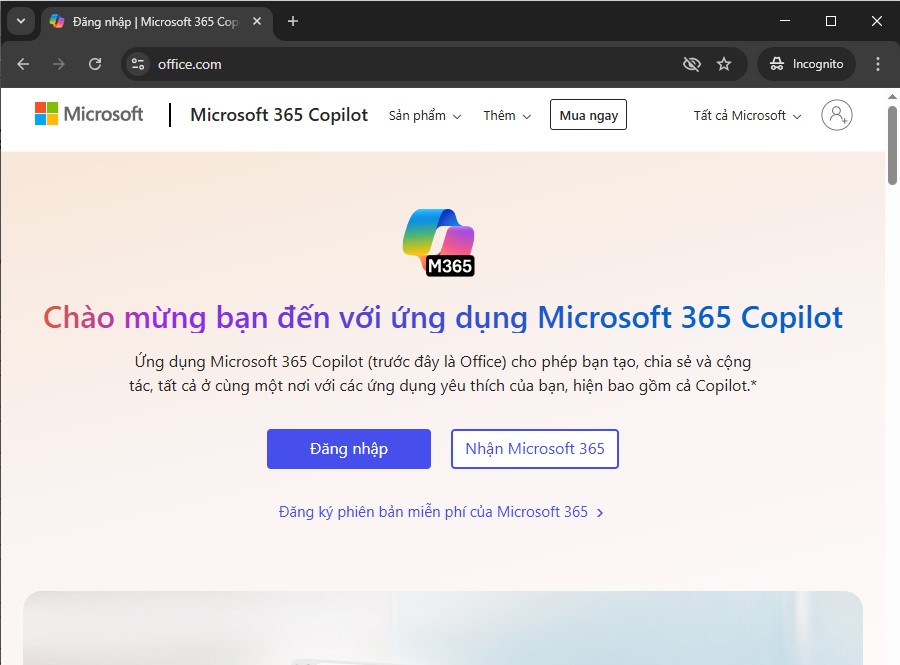 Đăng nhập | Microsoft 365 Cop
office.com
Incognito
Microsoft
Microsoft 365 Copilot
Sản phẩm
Thêm
Mua ngay
Tất cả Microsoft
M365
Chào mừng bạn đến với ứng dụng Microsoft 365 Copilot
Ứng dụng Microsoft 365 Copilot (trước đây là Office) cho phép bạn tạo, chia sẻ và cộng
tác, tất cả ở cùng một nơi với các ứng dụng yêu thích của bạn, hiện bao gồm cả Copilot.*
Đăng nhập
Nhận Microsoft 365
Đăng ký phiên bản miễn phí của Microsoft 365